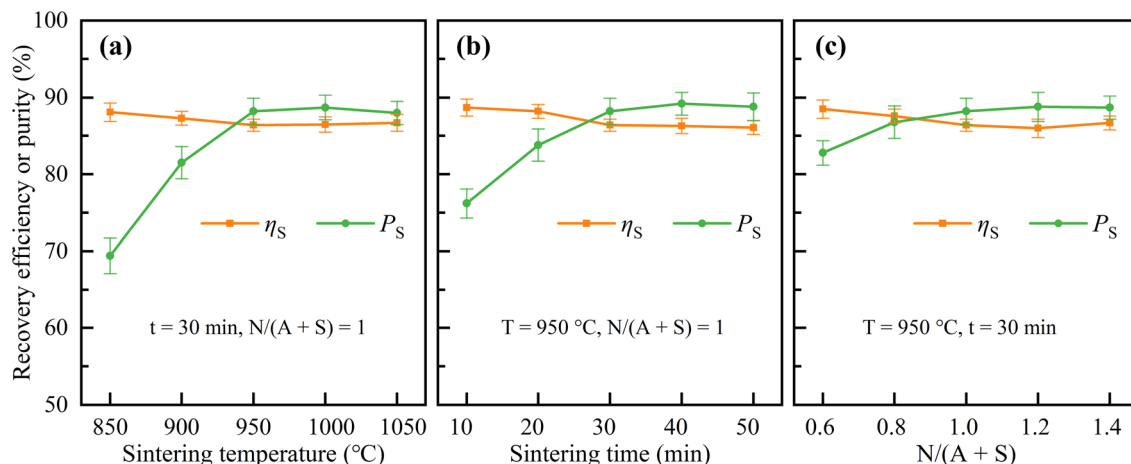 Recovery efficiency or purity (%)
100
90
80
70
60
50
(a)
ηS
PS
t = 30 min, N/(A + S) = 1
850 900 950 1000 1050
Sintering temperature (℃)
(b)
ηS
PS
T = 950 ℃, N/(A + S) = 1
10 20 30 40 50
Sintering time (min)
(c)
ηS
PS
T = 950 ℃, t = 30 min
0.6 0.8 1.0 1.2 1.4
N/(A + S)